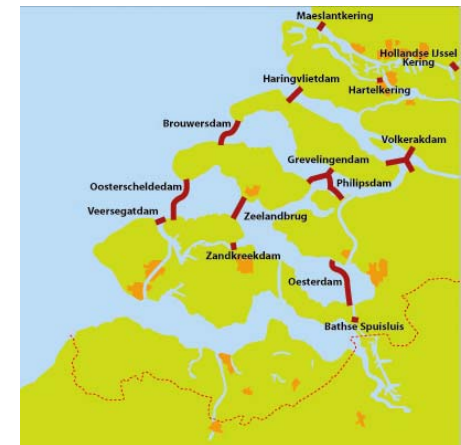 Maeslantkering
Hollandse IJssel
Kering
Haringvlietdam
Hartelkering
Brouwersdam
Volkerakdam
Grevelingendam
Philipsdam
Oosterscheldedam
Veersegatdam
Zeelandbrug
Zandkreekdam
Oesterdam
Bathse Spuisluis